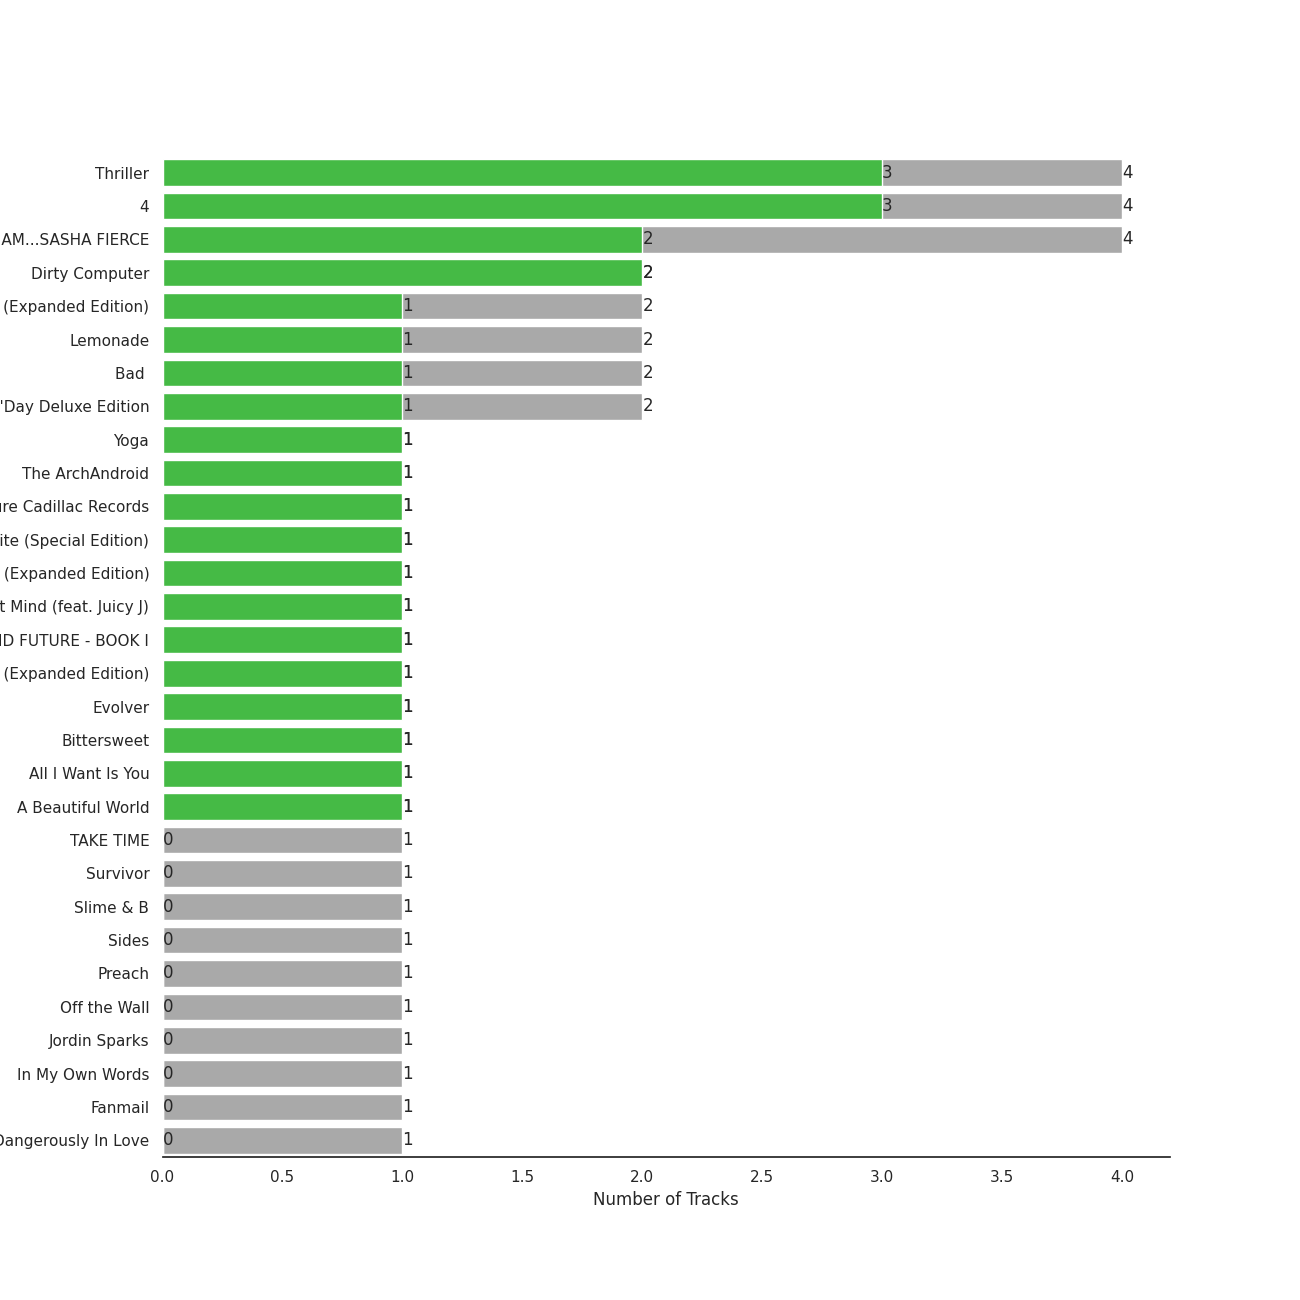 Thriller 3 4
4 3 4
AM...SASHA FIERCE 2 4
Dirty Computer 2
(Expanded Edition) 1 2
Lemonade 1 2
Bad 1 2
'Day Deluxe Edition 1 2
Yoga 1
The ArchAndroid 1
Cadillac Records 1
(Special Edition) 1
(Expanded Edition) 1
Mind (feat. Juicy J) 1
FUTURE - BOOK I 1
(Expanded Edition) 1
Evolver 1
Bittersweet 1
All I Want Is You 1
A Beautiful World 1
TAKE TIME 0 1
Survivor 0 1
Slime & B 0 1
Sides 0 1
Preach 0 1
Off the Wall 0 1
Jordin Sparks 0 1
In My Own Words 0 1
Fanmail 0 1
Dangerously In Love 0 1
0.0 0.5 1.0 1.5 2.0 2.5 3.0 3.5 4.0
Number of Tracks